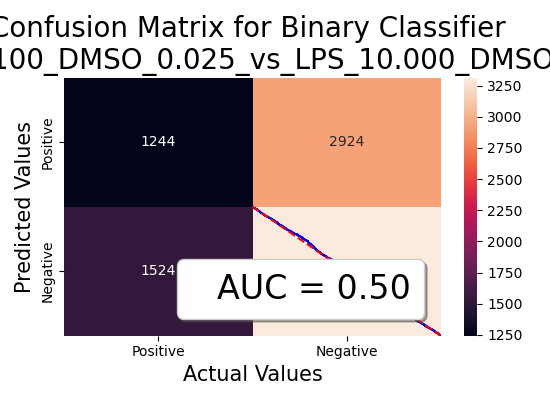 Confusion Matrix for Binary Classifier
100_DMSO_0.025_vs_LPS_10.000_DMSO
Predicted Values
Positive
Negative
1244
2924
1524
AUC = 0.50
Positive
Negative
Actual Values
3250
3000
2750
2500
2250
2000
1750
1500
1250